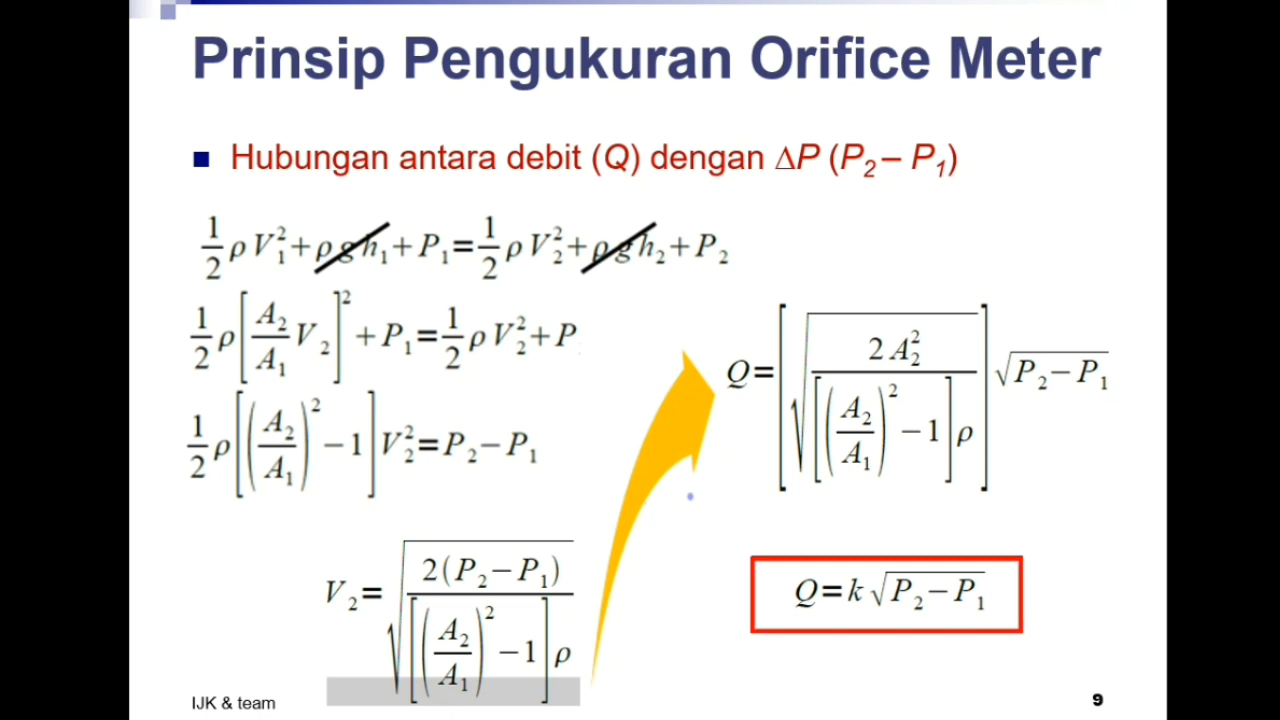 Prinsip Pengukuran Orifice Meter
Hubungan antara debit (Q) dengan ΔP (P₂ – P₁)
1/2 ρ V₁² + ρ g h₁ + P₁ = 1/2 ρ V₂² + ρ g h₂ + P₂
1/2 ρ [A₂/A₁ V₂]² + P₁ = 1/2 ρ V₂² + P
1/2 ρ [(A₂/A₁)² − 1] V₂² = P₂ − P₁
V₂ = √(2(P₂ − P₁) / [(A₂/A₁)² − 1] ρ)
Q = [√(2 A₂² / [(A₂/A₁)² − 1] ρ)] √(P₂ − P₁)
Q = k √(P₂ − P₁)
IJK & team
9